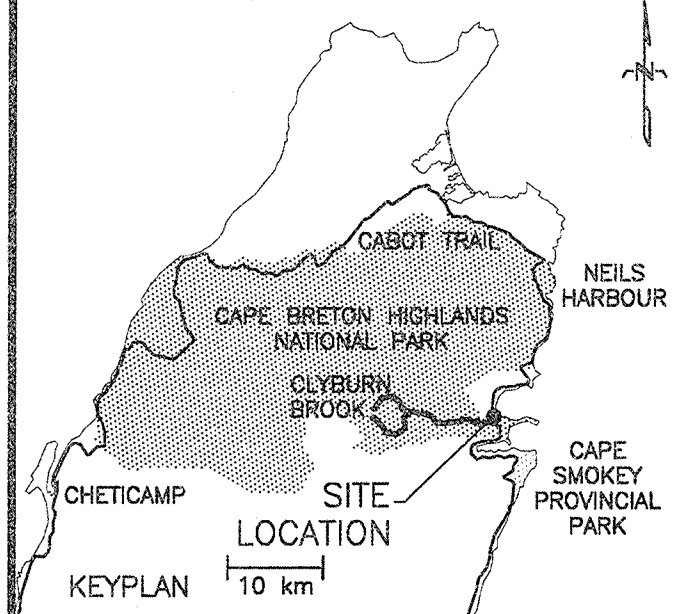 N
CABOT TRAIL
NEILS
HARBOUR
CAPE BRETON HIGHLANDS
NATIONAL PARK
CLYBURN
BROOK
CAPE
SMOKEY
PROVINCIAL
PARK
CHETICAMP
SITE
LOCATION
KEYPLAN
10 km